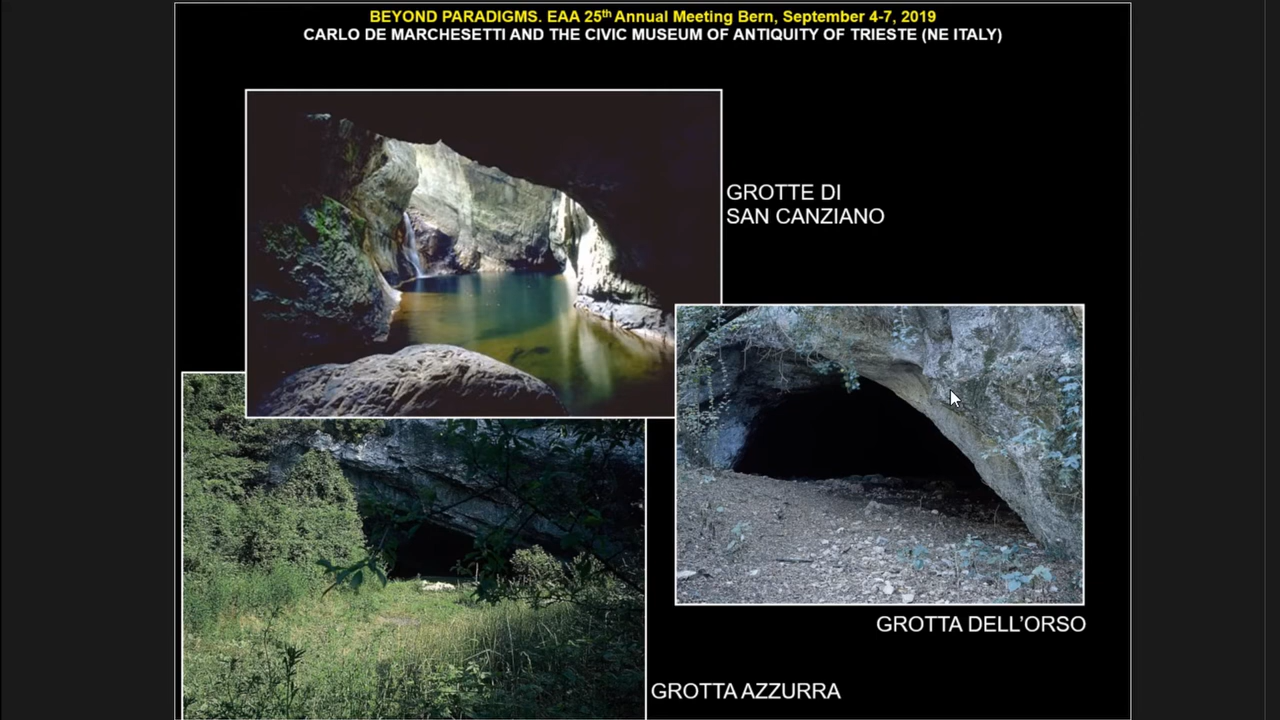 BEYOND PARADIGMS. EAA 25th Annual Meeting Bern, September 4-7, 2019
CARLO DE MARCHESETTI AND THE CIVIC MUSEUM OF ANTIQUITY OF TRIESTE (NE ITALY)
GROTTE DI
SAN CANZIANO
GROTTA DELL'ORSO
GROTTA AZZURRA